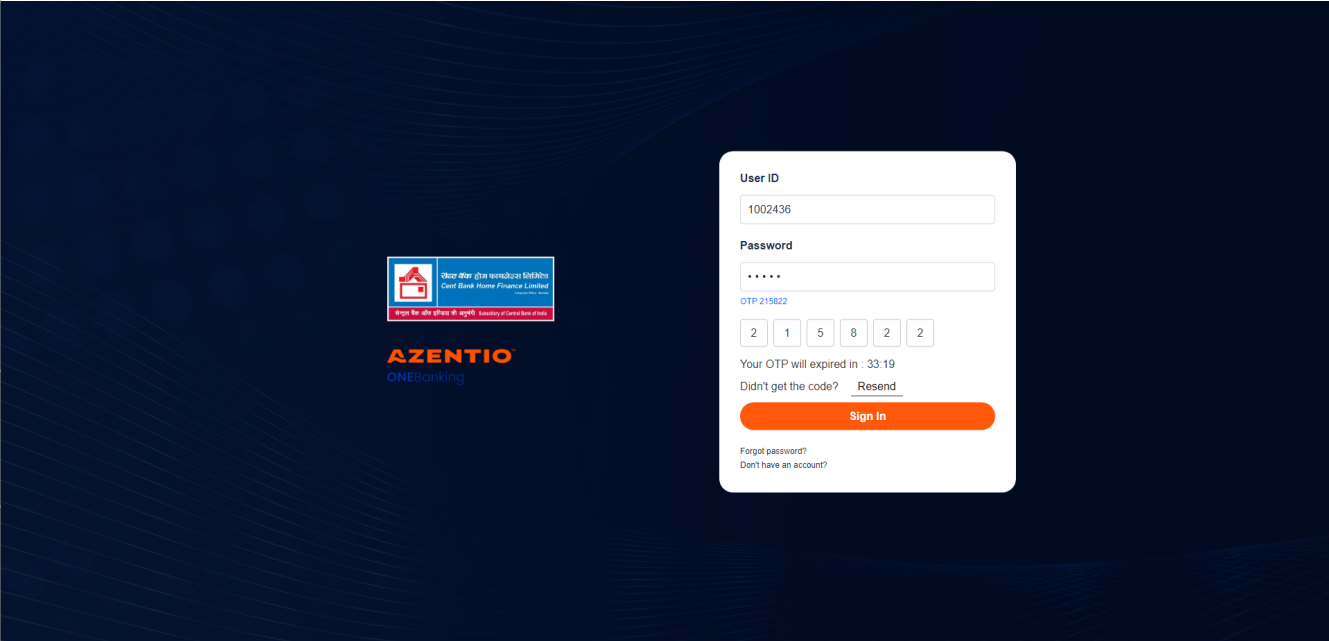 सेन्ट बैंक होम फायनेन्स लिमिटेड
Cent Bank Home Finance Limited
सेन्ट्रल बैंक ऑफ इण्डिया की अनुषंगी Subsidiary of Central Bank of India
AZENTIO
ONEBanking
User ID
1002436
Password
•••••
OTP 215822
2 1 5 8 2 2
Your OTP will expired in : 33:19
Didn't get the code? Resend
Sign In
Forgot password?
Don't have an account?